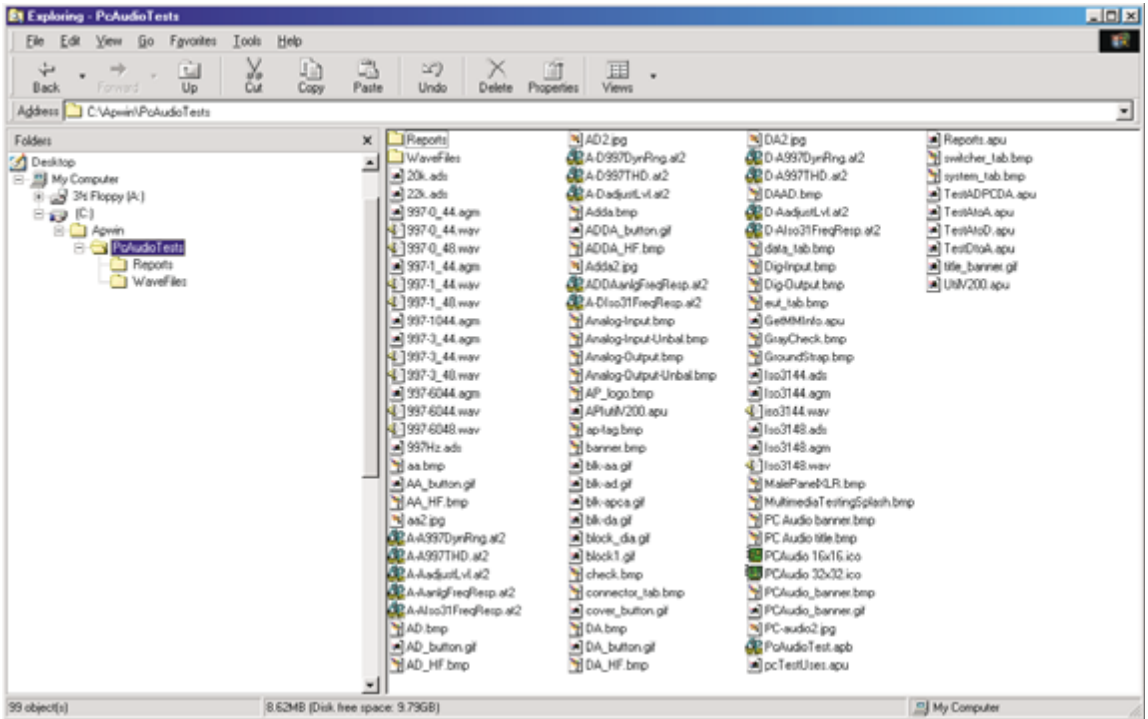 Exploring - PcAudioTests
File Edit View Go Favorites Tools Help
Back Forward Up Cut Copy Paste Undo Delete Properties Views
Address C:\Apwin\PcAudioTests
Folders
Desktop
My Computer
3½ Floppy (A:)
(C:)
Apwin
PcAudioTests
Reports
WaveFiles
Reports
WaveFiles
20k.ads
22k.ads
997-0_44.agm
997-0_44.wav
997-0_48.wav
997-1_44.agm
997-1_44.wav
997-1_48.wav
997-1044.agm
997-3_44.agm
997-3_44.wav
997-3_48.wav
997-6044.agm
997-6044.wav
997-6048.wav
997Hz.ads
aa.bmp
AA_button.gif
AA_HF.bmp
aa2.jpg
A-A997DynRng.at2
A-A997THD.at2
A-AadjustLvl.at2
A-AanlgFreqResp.at2
A-AIso31FreqResp.at2
AD.bmp
AD_button.gif
AD_HF.bmp
AD2.jpg
A-D997DynRng.at2
A-D997THD.at2
A-DadjustLvl.at2
Adda.bmp
ADDA_button.gif
ADDA_HF.bmp
Adda2.jpg
ADDAanlgFreqResp.at2
A-DIso31FreqResp.at2
Analog-Input.bmp
Analog-Input-Unbal.bmp
Analog-Output.bmp
Analog-Output-Unbal.bmp
AP_logo.bmp
APIutilV200.apu
ap-tag.bmp
banner.bmp
blk-aa.gif
blk-ad.gif
blk-apca.gif
blk-da.gif
block_dia.gif
block1.gif
check.bmp
connector_tab.bmp
cover_button.gif
DA.bmp
DA_button.gif
DA_HF.bmp
DA2.jpg
D-A997DynRng.at2
D-A997THD.at2
DAAD.bmp
D-AadjustLvl.at2
D-AIso31FreqResp.at2
data_tab.bmp
Dig-Input.bmp
Dig-Output.bmp
eut_tab.bmp
GetMMInfo.apu
GrayCheck.bmp
GroundStrap.bmp
Iso3144.ads
Iso3144.agm
iso3144.wav
Iso3148.ads
Iso3148.agm
Iso3148.wav
MalePanelXLR.bmp
MultimediaTestingSplash.bmp
PC Audio banner.bmp
PC Audio title.bmp
PCAudio 16x16.ico
PCAudio 32x32.ico
PCAudio_banner.bmp
PCAudio_banner.gif
PC-audio2.jpg
PcAudioTest.apb
pcTestUses.apu
Reports.apu
switcher_tab.bmp
system_tab.bmp
TestADPCDA.apu
TestAtoA.apu
TestAtoD.apu
TestDtoA.apu
title_banner.gif
UtilV200.apu
99 object(s) 8.62MB (Disk free space: 9.79GB) My Computer